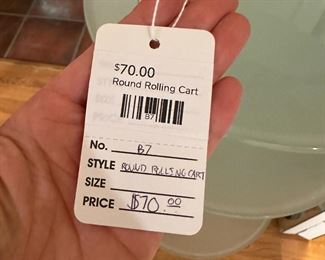 $70.00
Round Rolling Cart
B7
No. B7
STYLE ROUND ROLLING CART
SIZE
PRICE $70.00